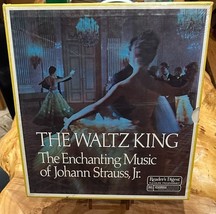 THE WALTZ KING
The Enchanting Music
of Johann Strauss, Jr.
Reader's Digest